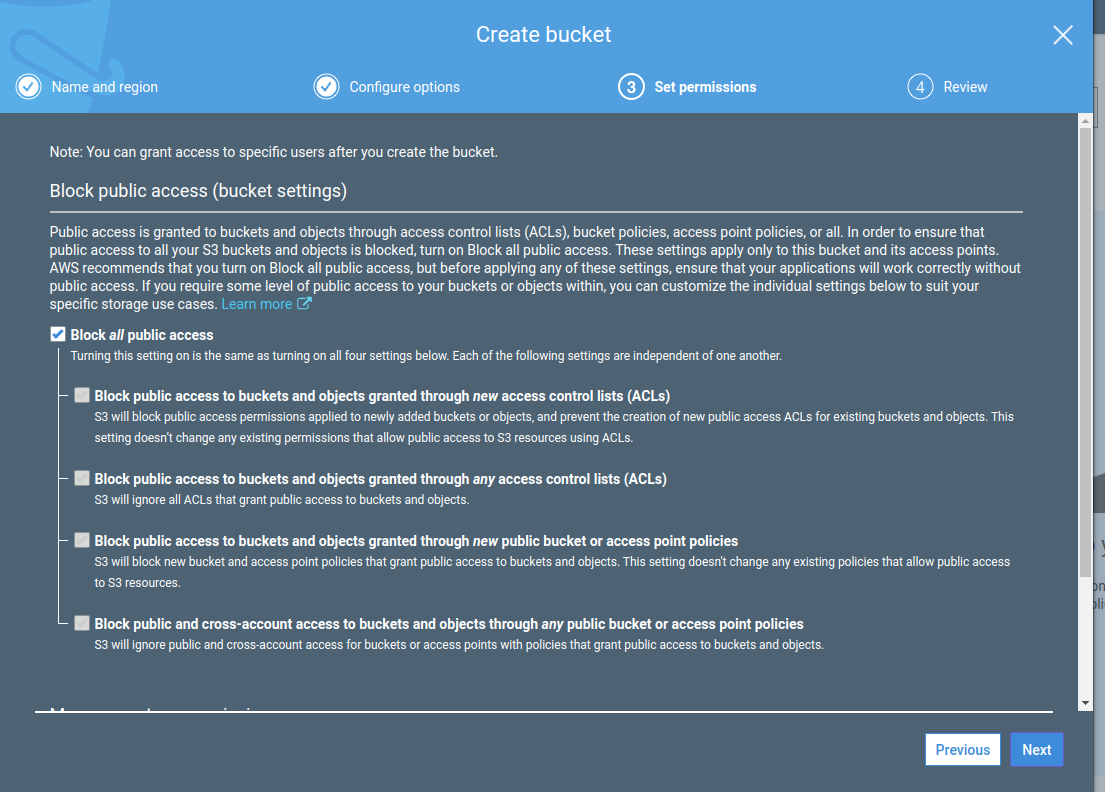 Create bucket
Name and region
Configure options
3 Set permissions
4 Review
Note: You can grant access to specific users after you create the bucket.
Block public access (bucket settings)
Public access is granted to buckets and objects through access control lists (ACLs), bucket policies, access point policies, or all. In order to ensure that
public access to all your S3 buckets and objects is blocked, turn on Block all public access. These settings apply only to this bucket and its access points.
AWS recommends that you turn on Block all public access, but before applying any of these settings, ensure that your applications will work correctly without
public access. If you require some level of public access to your buckets or objects within, you can customize the individual settings below to suit your
specific storage use cases. Learn more
Block all public access
Turning this setting on is the same as turning on all four settings below. Each of the following settings are independent of one another.
Block public access to buckets and objects granted through new access control lists (ACLs)
S3 will block public access permissions applied to newly added buckets or objects, and prevent the creation of new public access ACLs for existing buckets and objects. This
setting doesn't change any existing permissions that allow public access to S3 resources using ACLs.
Block public access to buckets and objects granted through any access control lists (ACLs)
S3 will ignore all ACLs that grant public access to buckets and objects.
Block public access to buckets and objects granted through new public bucket or access point policies
S3 will block new bucket and access point policies that grant public access to buckets and objects. This setting doesn't change any existing policies that allow public access
to S3 resources.
Block public and cross-account access to buckets and objects through any public bucket or access point policies
S3 will ignore public and cross-account access for buckets or access points with policies that grant public access to buckets and objects.
Previous
Next